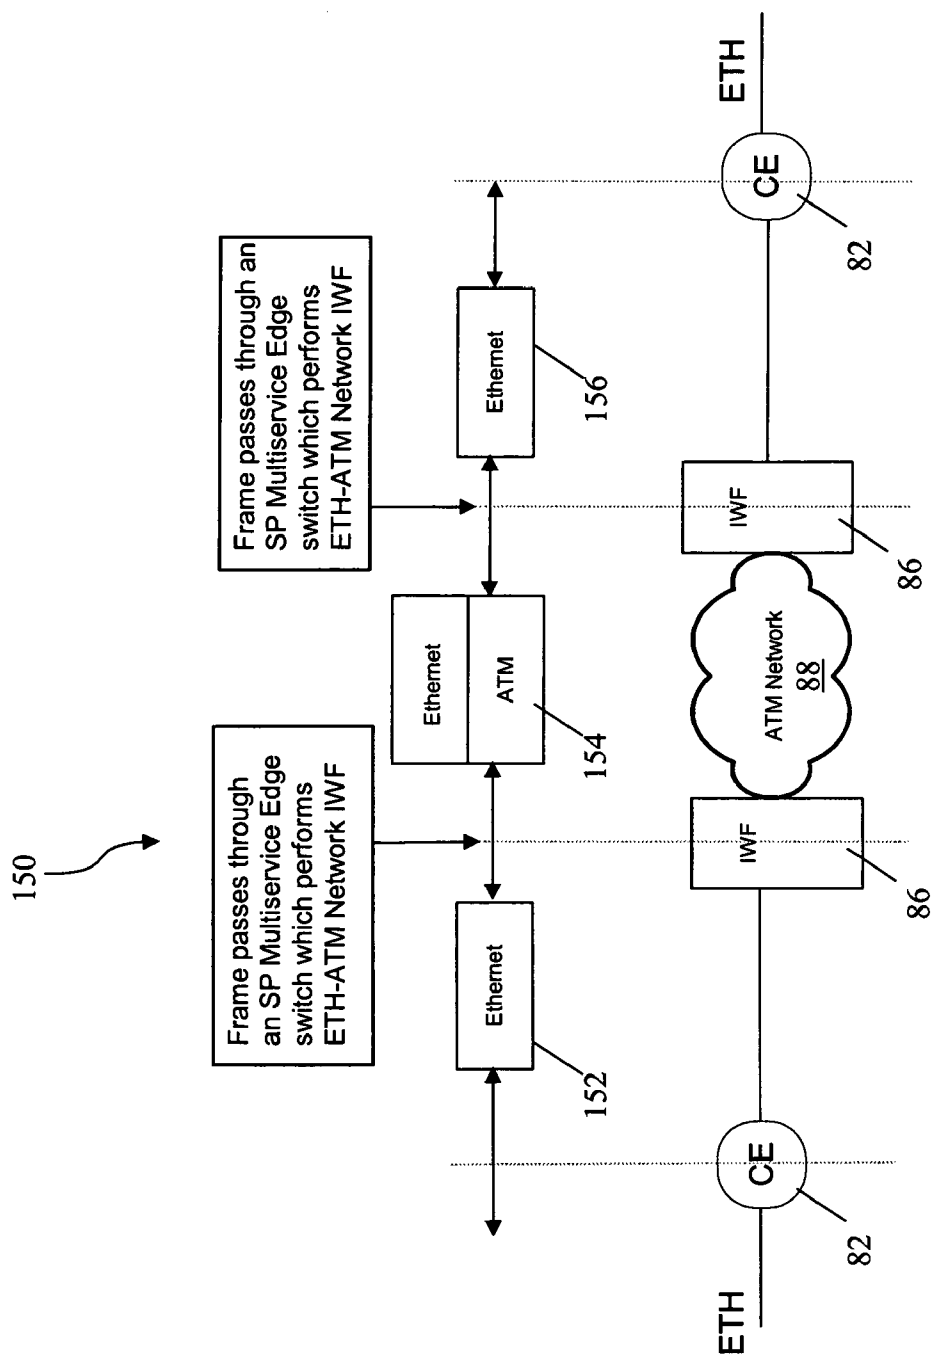 150
Frame passes through
an SP Multiservice Edge
switch which performs
ETH-ATM Network IWF
Frame passes through an
SP Multiservice Edge
switch which performs
ETH-ATM Network IWF
Ethernet
152
Ethernet
ATM
154
Ethernet
156
ETH
CE
82
IWF
86
ATM Network
88
IWF
86
CE
82
ETH